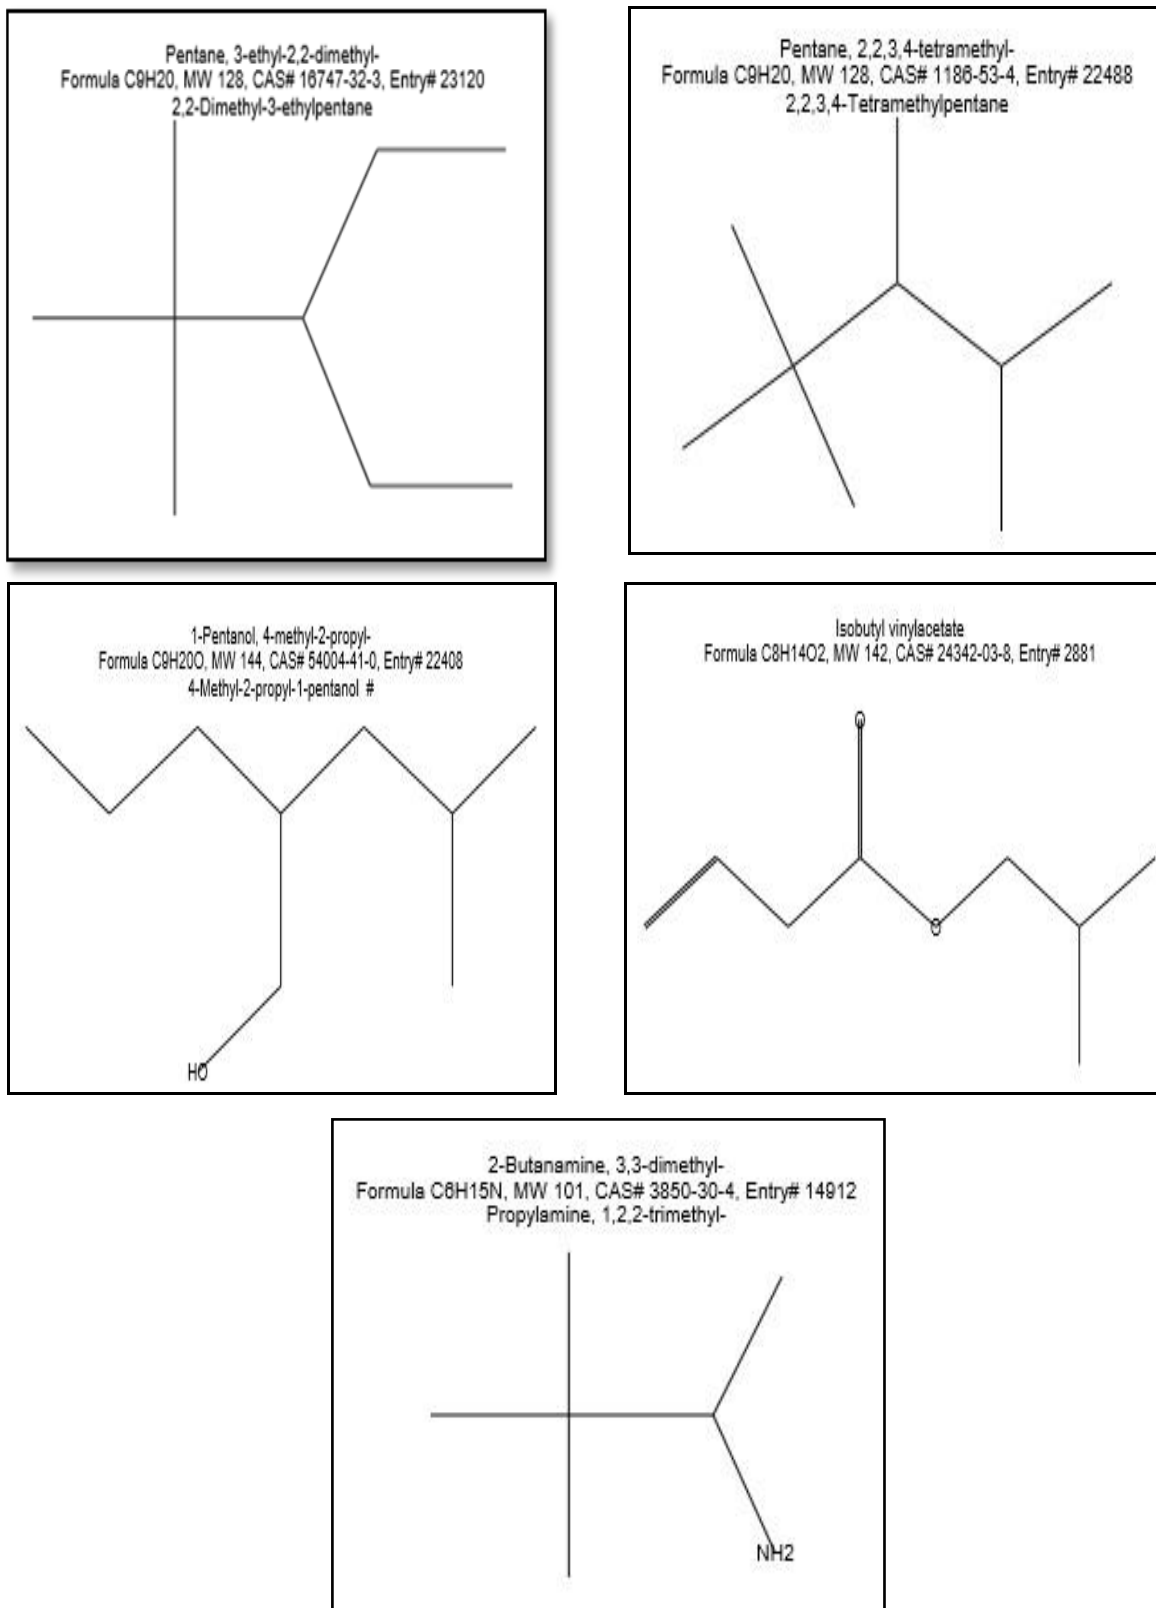 Pentane, 3-ethyl-2,2-dimethyl-
Formula C9H20, MW 128, CAS# 16747-32-3, Entry# 23120
2,2-Dimethyl-3-ethylpentane
Pentane, 2,2,3,4-tetramethyl-
Formula C9H20, MW 128, CAS# 1186-53-4, Entry# 22488
2,2,3,4-Tetramethylpentane
1-Pentanol, 4-methyl-2-propyl-
Formula C9H20O, MW 144, CAS# 54004-41-0, Entry# 22408
4-Methyl-2-propyl-1-pentanol #
HO
Isobutyl vinylacetate
Formula C8H14O2, MW 142, CAS# 24342-03-8, Entry# 2881
O
O
2-Butanamine, 3,3-dimethyl-
Formula C6H15N, MW 101, CAS# 3850-30-4, Entry# 14912
Propylamine, 1,2,2-trimethyl-
NH2